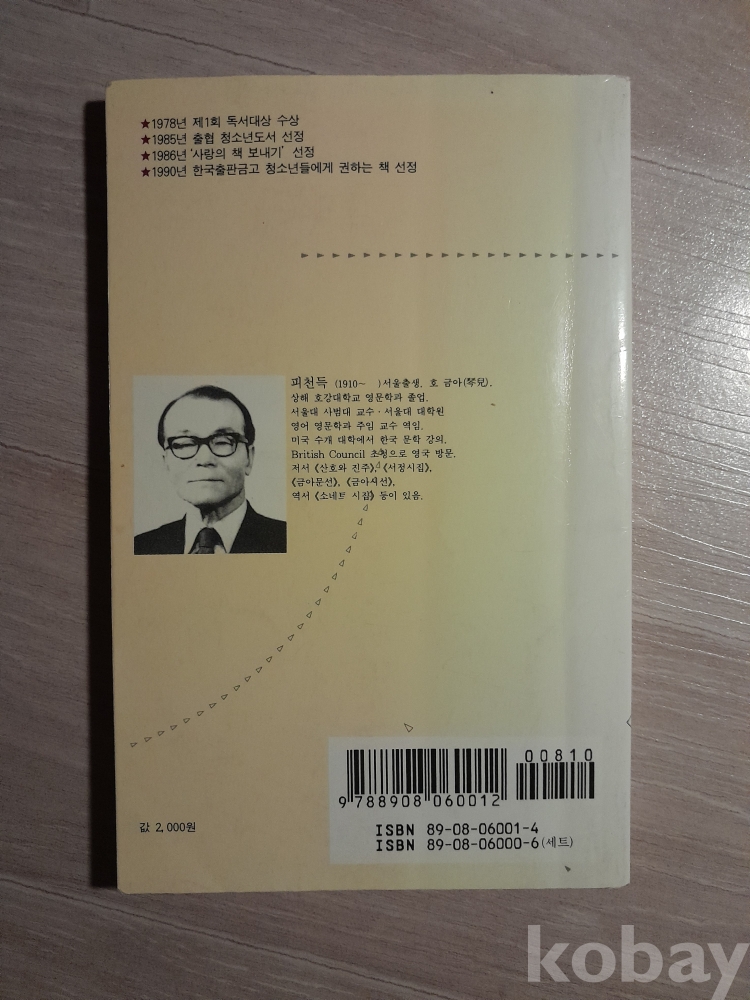 ★1978년 제1회 독서대상 수상
★1985년 출협 청소년도서 선정
★1986년 '사랑의 책 보내기' 선정
★1990년 한국출판금고 청소년들에게 권하는 책 선정
피천득 (1910~ )서울출생. 호 금아(琴兒).
상해 호강대학교 영문학과 졸업.
서울대 사범대 교수·서울대 대학원
영어 영문학과 주임 교수 역임.
미국 수개 대학에서 한국 문학 강의.
British Council 초청으로 영국 방문.
저서 《산호와 진주》, 《서정시집》,
《금아문선》, 《금아시선》,
역서 《소네트 시집》 등이 있음.
00810
9 788908 060012
값 2,000원
ISBN 89-08-06001-4
ISBN 89-08-06000-6 (세트)
kobay